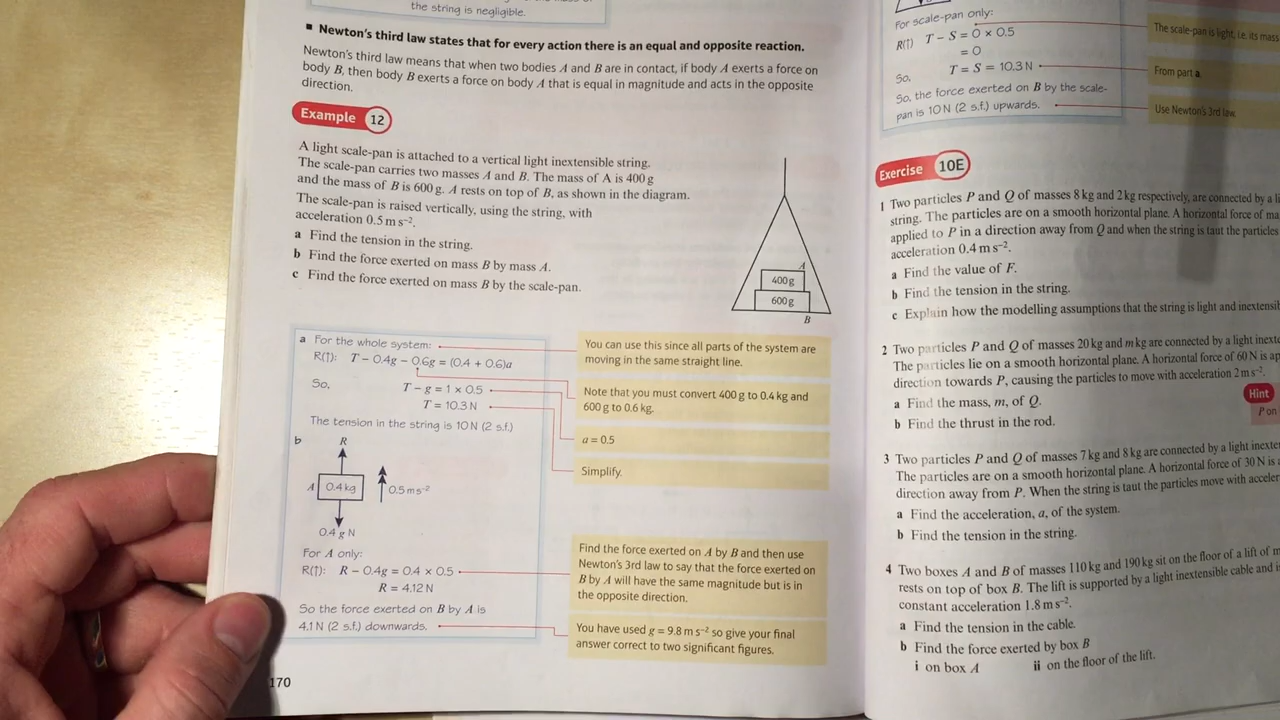 the string is negligible.
■ Newton's third law states that for every action there is an equal and opposite reaction.
Newton's third law means that when two bodies A and B are in contact, if body A exerts a force on
body B, then body B exerts a force on body A that is equal in magnitude and acts in the opposite
direction.
Example 12
A light scale-pan is attached to a vertical light inextensible string.
The scale-pan carries two masses A and B. The mass of A is 400 g
and the mass of B is 600 g. A rests on top of B, as shown in the diagram.
The scale-pan is raised vertically, using the string, with
acceleration 0.5 m s⁻².
a Find the tension in the string.
b Find the force exerted on mass B by mass A.
c Find the force exerted on mass B by the scale-pan.
A
400 g
600 g
B
a For the whole system:
R(↑): T – 0.4g – 0.6g = (0.4 + 0.6)a
So,
T – g = 1 × 0.5
T = 10.3 N
The tension in the string is 10 N (2 s.f.)
You can use this since all parts of the system are
moving in the same straight line.
Note that you must convert 400 g to 0.4 kg and
600 g to 0.6 kg.
a = 0.5
Simplify.
b
R
A 0.4 kg
0.5 m s⁻²
0.4 g N
For A only:
R(↑): R – 0.4g = 0.4 × 0.5
R = 4.12 N
So the force exerted on B by A is
4.1 N (2 s.f.) downwards.
Find the force exerted on A by B and then use
Newton's 3rd law to say that the force exerted on
B by A will have the same magnitude but is in
the opposite direction.
You have used g = 9.8 m s⁻² so give your final
answer correct to two significant figures.
170
For scale-pan only:
R(↑) T – S = 0 × 0.5
= 0
So, T = S = 10.3 N
So, the force exerted on B by the scale-
pan is 10 N (2 s.f.) upwards.
The scale-pan is light, i.e. its mass
From part a.
Use Newton's 3rd law.
Exercise 10E
1 Two particles P and Q of masses 8 kg and 2 kg respectively, are connected by a
string. The particles are on a smooth horizontal plane. A horizontal force of
applied to P in a direction away from Q and when the string is taut the particles
acceleration 0.4 m s⁻².
a Find the value of F.
b Find the tension in the string.
c Explain how the modelling assumptions that the string is light and
2 Two particles P and Q of masses 20 kg and m kg are connected by a light
The particles lie on a smooth horizontal plane. A horizontal force of 60 N is
direction towards P, causing the particles to move with acceleration 2 m s⁻².
a Find the mass, m, of Q.
b Find the thrust in the rod.
Hint
P on
3 Two particles P and Q of masses 7 kg and 8 kg are connected by a light
The particles are on a smooth horizontal plane. A horizontal force of 30 N is
direction away from P. When the string is taut the particles move with
a Find the acceleration, a, of the system.
b Find the tension in the string.
4 Two boxes A and B of masses 110 kg and 190 kg sit on the floor of a lift of
rests on top of box B. The lift is supported by a light inextensible cable and
constant acceleration 1.8 m s⁻².
a Find the tension in the cable.
b Find the force exerted by box B
i on box A ii on the floor of the lift.